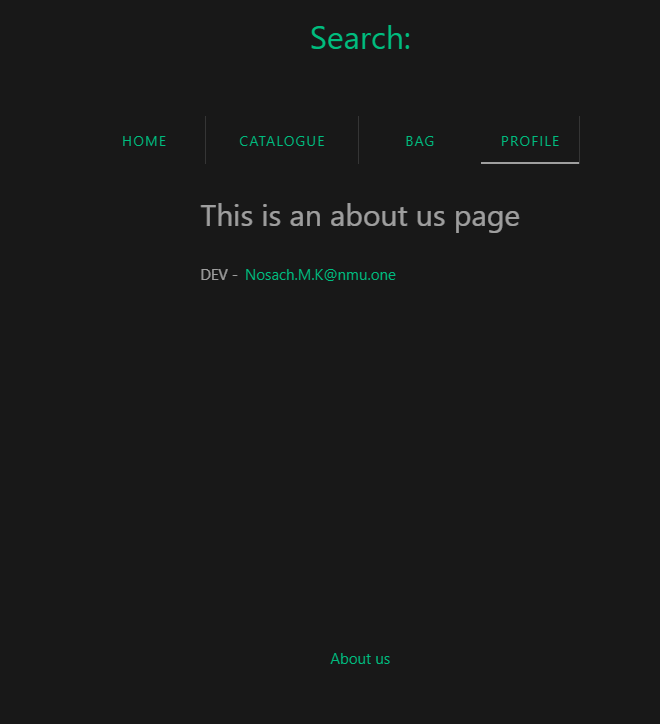 Search:
HOME CATALOGUE BAG PROFILE
This is an about us page
DEV - Nosach.M.K@nmu.one
About us